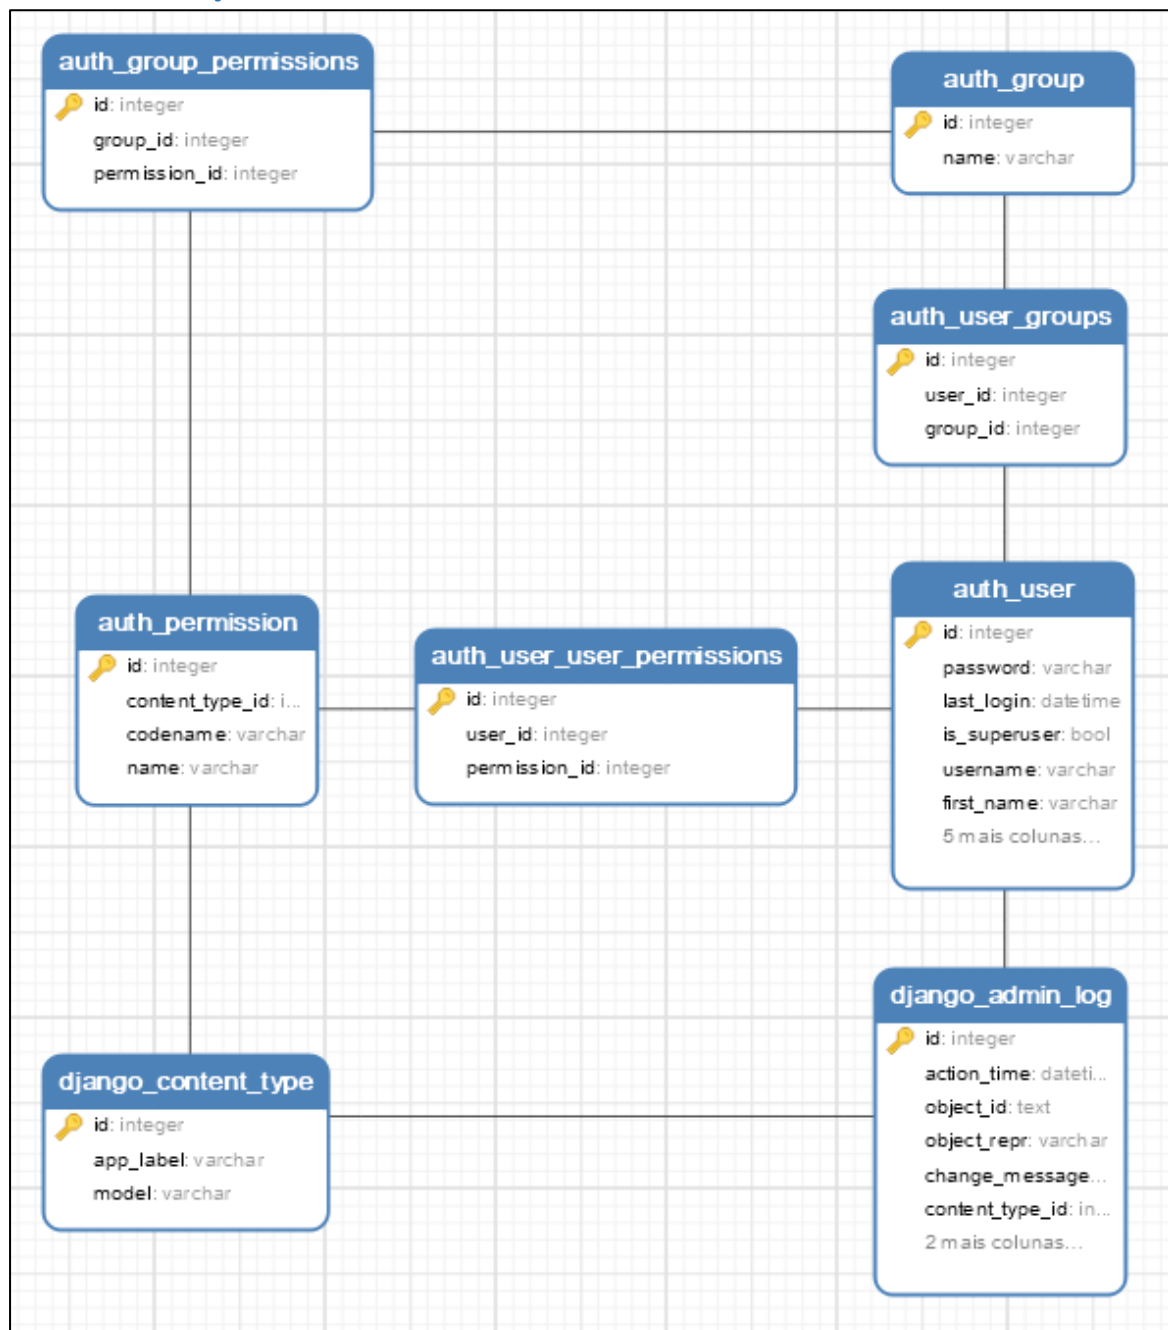 auth_group_permissions
id: integer
group_id: integer
permission_id: integer
auth_group
id: integer
name: varchar
auth_user_groups
id: integer
user_id: integer
group_id: integer
auth_permission
id: integer
content_type_id: i...
codename: varchar
name: varchar
auth_user_user_permissions
id: integer
user_id: integer
permission_id: integer
auth_user
id: integer
password: varchar
last_login: datetime
is_superuser: bool
username: varchar
first_name: varchar
5 mais colunas...
django_content_type
id: integer
app_label: varchar
model: varchar
django_admin_log
id: integer
action_time: dateti...
object_id: text
object_repr: varchar
change_message...
content_type_id: in...
2 mais colunas...